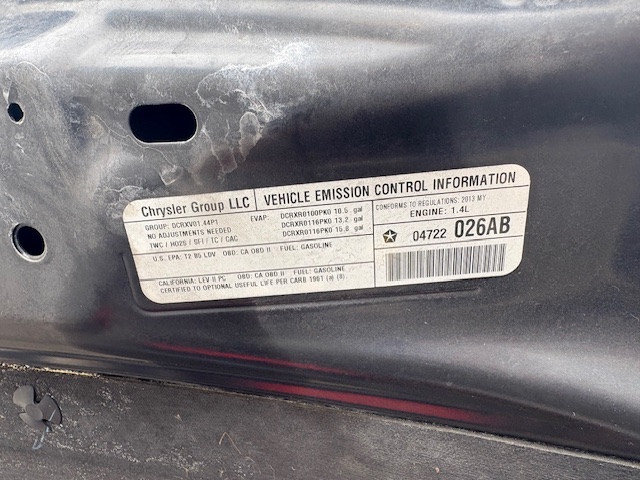 Chrysler Group LLC
VEHICLE EMISSION CONTROL INFORMATION
GROUP: DCRXV01.44P1
NO ADJUSTMENTS NEEDED
TWC / HO2S / SFI / TC / CAC
EVAP: DCRXR0100PK0 10.5 gal
DCRXR0116PK0 13.2 gal
DCRXR0116PK0 15.8 gal
CONFORMS TO REGULATIONS: 2013 MY
ENGINE: 1.4L
04722 026AB
U.S. EPA: T2 B5 LDV OBD: CA OBD II FUEL: GASOLINE
CALIFORNIA: LEV II PC OBD: CA OBD II FUEL: GASOLINE
CERTIFIED TO OPTIONAL USEFUL LIFE PER CARB 1961 (a) (8)